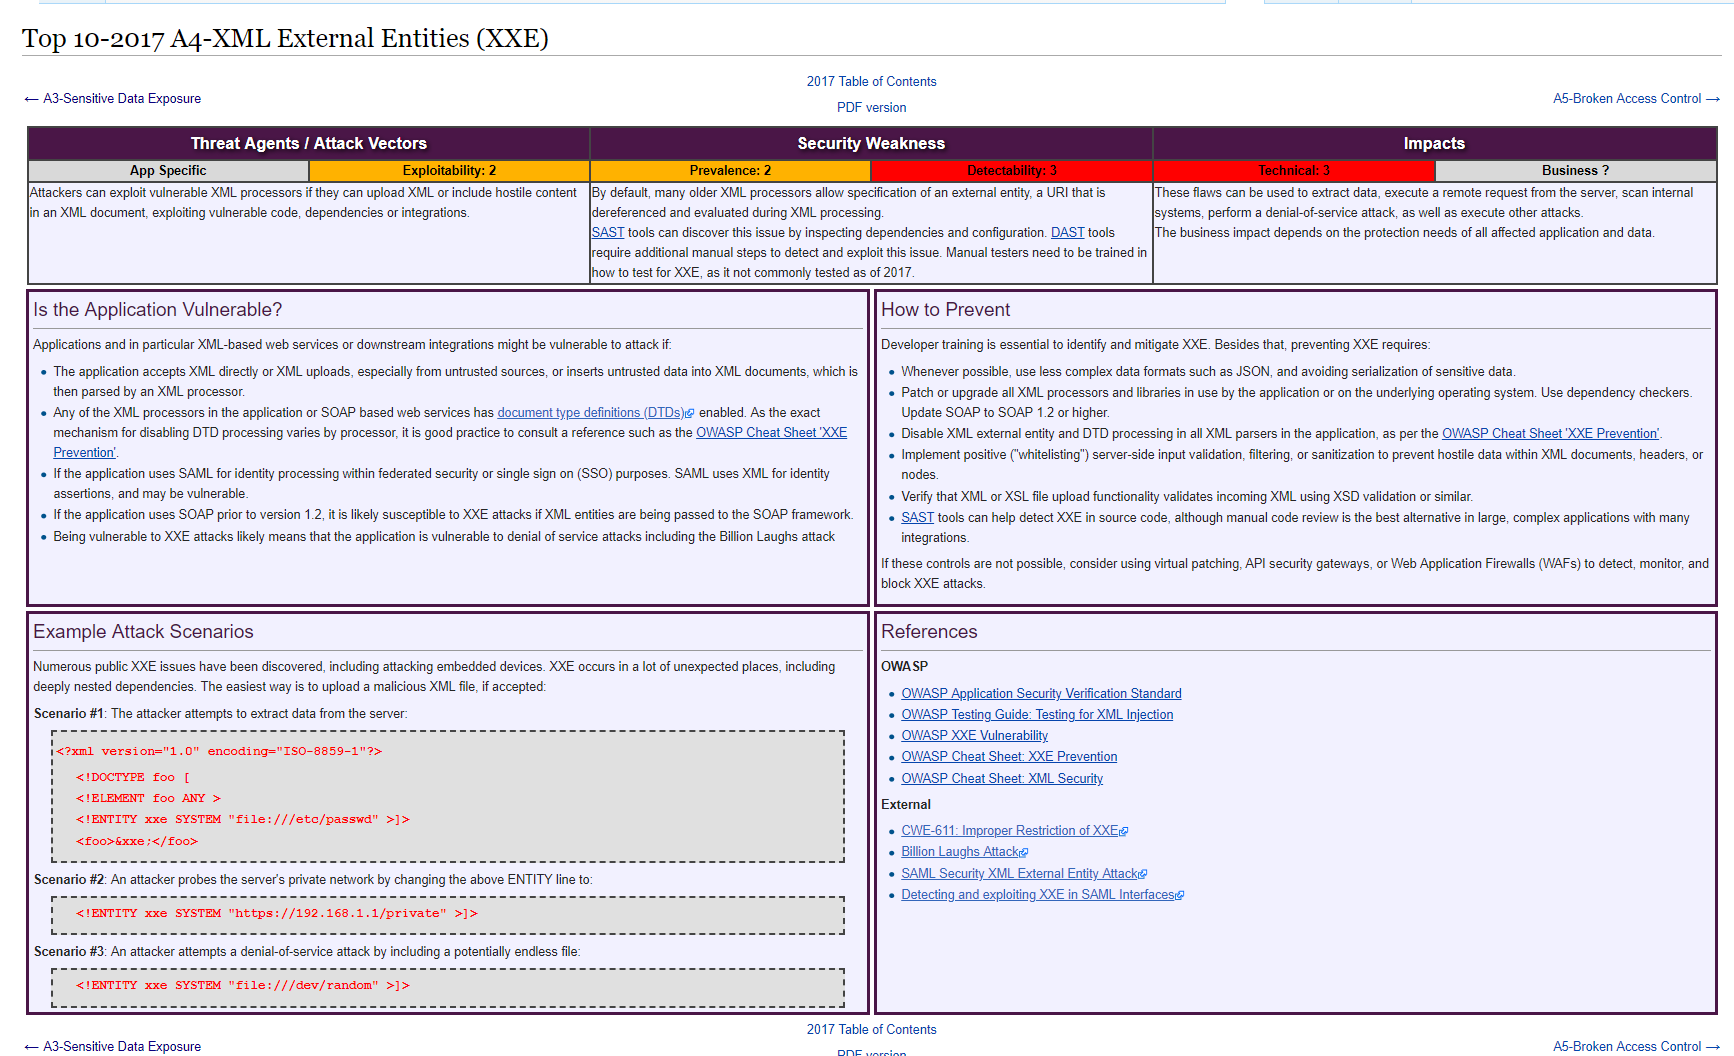 Top 10-2017 A4-XML External Entities (XXE)
2017 Table of Contents
← A3-Sensitive Data Exposure
PDF version
A5-Broken Access Control →
Threat Agents / Attack Vectors
Security Weakness
Impacts
App Specific
Exploitability: 2
Prevalence: 2
Detectability: 3
Technical: 3
Business ?
Attackers can exploit vulnerable XML processors if they can upload XML or include hostile content
in an XML document, exploiting vulnerable code, dependencies or integrations.
By default, many older XML processors allow specification of an external entity, a URI that is
dereferenced and evaluated during XML processing.
SAST tools can discover this issue by inspecting dependencies and configuration. DAST tools
require additional manual steps to detect and exploit this issue. Manual testers need to be trained in
how to test for XXE, as it not commonly tested as of 2017.
These flaws can be used to extract data, execute a remote request from the server, scan internal
systems, perform a denial-of-service attack, as well as execute other attacks.
The business impact depends on the protection needs of all affected application and data.
Is the Application Vulnerable?
Applications and in particular XML-based web services or downstream integrations might be vulnerable to attack if:
• The application accepts XML directly or XML uploads, especially from untrusted sources, or inserts untrusted data into XML documents, which is
then parsed by an XML processor.
• Any of the XML processors in the application or SOAP based web services has document type definitions (DTDs) enabled. As the exact
mechanism for disabling DTD processing varies by processor, it is good practice to consult a reference such as the OWASP Cheat Sheet 'XXE
Prevention'.
• If the application uses SAML for identity processing within federated security or single sign on (SSO) purposes. SAML uses XML for identity
assertions, and may be vulnerable.
• If the application uses SOAP prior to version 1.2, it is likely susceptible to XXE attacks if XML entities are being passed to the SOAP framework.
• Being vulnerable to XXE attacks likely means that the application is vulnerable to denial of service attacks including the Billion Laughs attack
How to Prevent
Developer training is essential to identify and mitigate XXE. Besides that, preventing XXE requires:
• Whenever possible, use less complex data formats such as JSON, and avoiding serialization of sensitive data.
• Patch or upgrade all XML processors and libraries in use by the application or on the underlying operating system. Use dependency checkers.
Update SOAP to SOAP 1.2 or higher.
• Disable XML external entity and DTD processing in all XML parsers in the application, as per the OWASP Cheat Sheet 'XXE Prevention'.
• Implement positive ("whitelisting") server-side input validation, filtering, or sanitization to prevent hostile data within XML documents, headers, or
nodes.
• Verify that XML or XSL file upload functionality validates incoming XML using XSD validation or similar.
• SAST tools can help detect XXE in source code, although manual code review is the best alternative in large, complex applications with many
integrations.
If these controls are not possible, consider using virtual patching, API security gateways, or Web Application Firewalls (WAFs) to detect, monitor, and
block XXE attacks.
Example Attack Scenarios
Numerous public XXE issues have been discovered, including attacking embedded devices. XXE occurs in a lot of unexpected places, including
deeply nested dependencies. The easiest way is to upload a malicious XML file, if accepted:
Scenario #1: The attacker attempts to extract data from the server:
<?xml version="1.0" encoding="ISO-8859-1"?>
<!DOCTYPE foo [
<!ELEMENT foo ANY >
<!ENTITY xxe SYSTEM "file:///etc/passwd" >]>
<foo>&xxe;</foo>
Scenario #2: An attacker probes the server's private network by changing the above ENTITY line to:
<!ENTITY xxe SYSTEM "https://192.168.1.1/private" >]>
Scenario #3: An attacker attempts a denial-of-service attack by including a potentially endless file:
<!ENTITY xxe SYSTEM "file:///dev/random" >]>
References
OWASP
• OWASP Application Security Verification Standard
• OWASP Testing Guide: Testing for XML Injection
• OWASP XXE Vulnerability
• OWASP Cheat Sheet: XXE Prevention
• OWASP Cheat Sheet: XML Security
External
• CWE-611: Improper Restriction of XXE
• Billion Laughs Attack
• SAML Security XML External Entity Attack
• Detecting and exploiting XXE in SAML Interfaces
2017 Table of Contents
← A3-Sensitive Data Exposure
PDF version
A5-Broken Access Control →